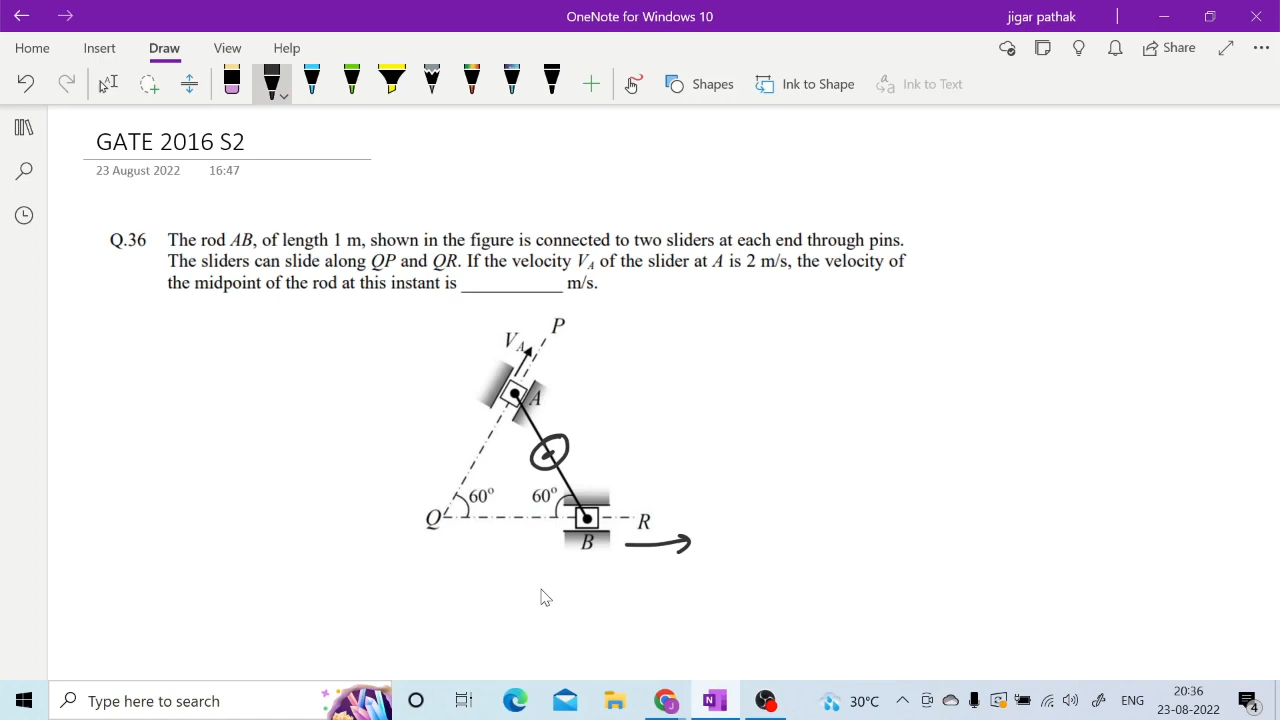 OneNote for Windows 10
jigar pathak
Home Insert Draw View Help
Share
Shapes
Ink to Shape
Ink to Text
GATE 2016 S2
23 August 2022 16:47
Q.36 The rod AB, of length 1 m, shown in the figure is connected to two sliders at each end through pins.
The sliders can slide along QP and QR. If the velocity V_A of the slider at A is 2 m/s, the velocity of
the midpoint of the rod at this instant is ___________ m/s.
P
V_A
A
60° 60°
Q R
B
Type here to search
30°C
ENG
20:36
23-08-2022
4